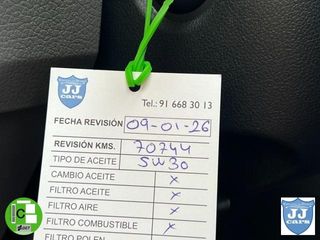 JJ
cars
Tel.: 91 668 30 13
FECHA REVISIÓN 09-01-26
REVISIÓN KMS. 70744
TIPO DE ACEITE 5W30
CAMBIO ACEITE x
FILTRO ACEITE x
FILTRO AIRE x
FILTRO COMBUSTIBLE x
FILTRO POLEN
C
JJ
cars